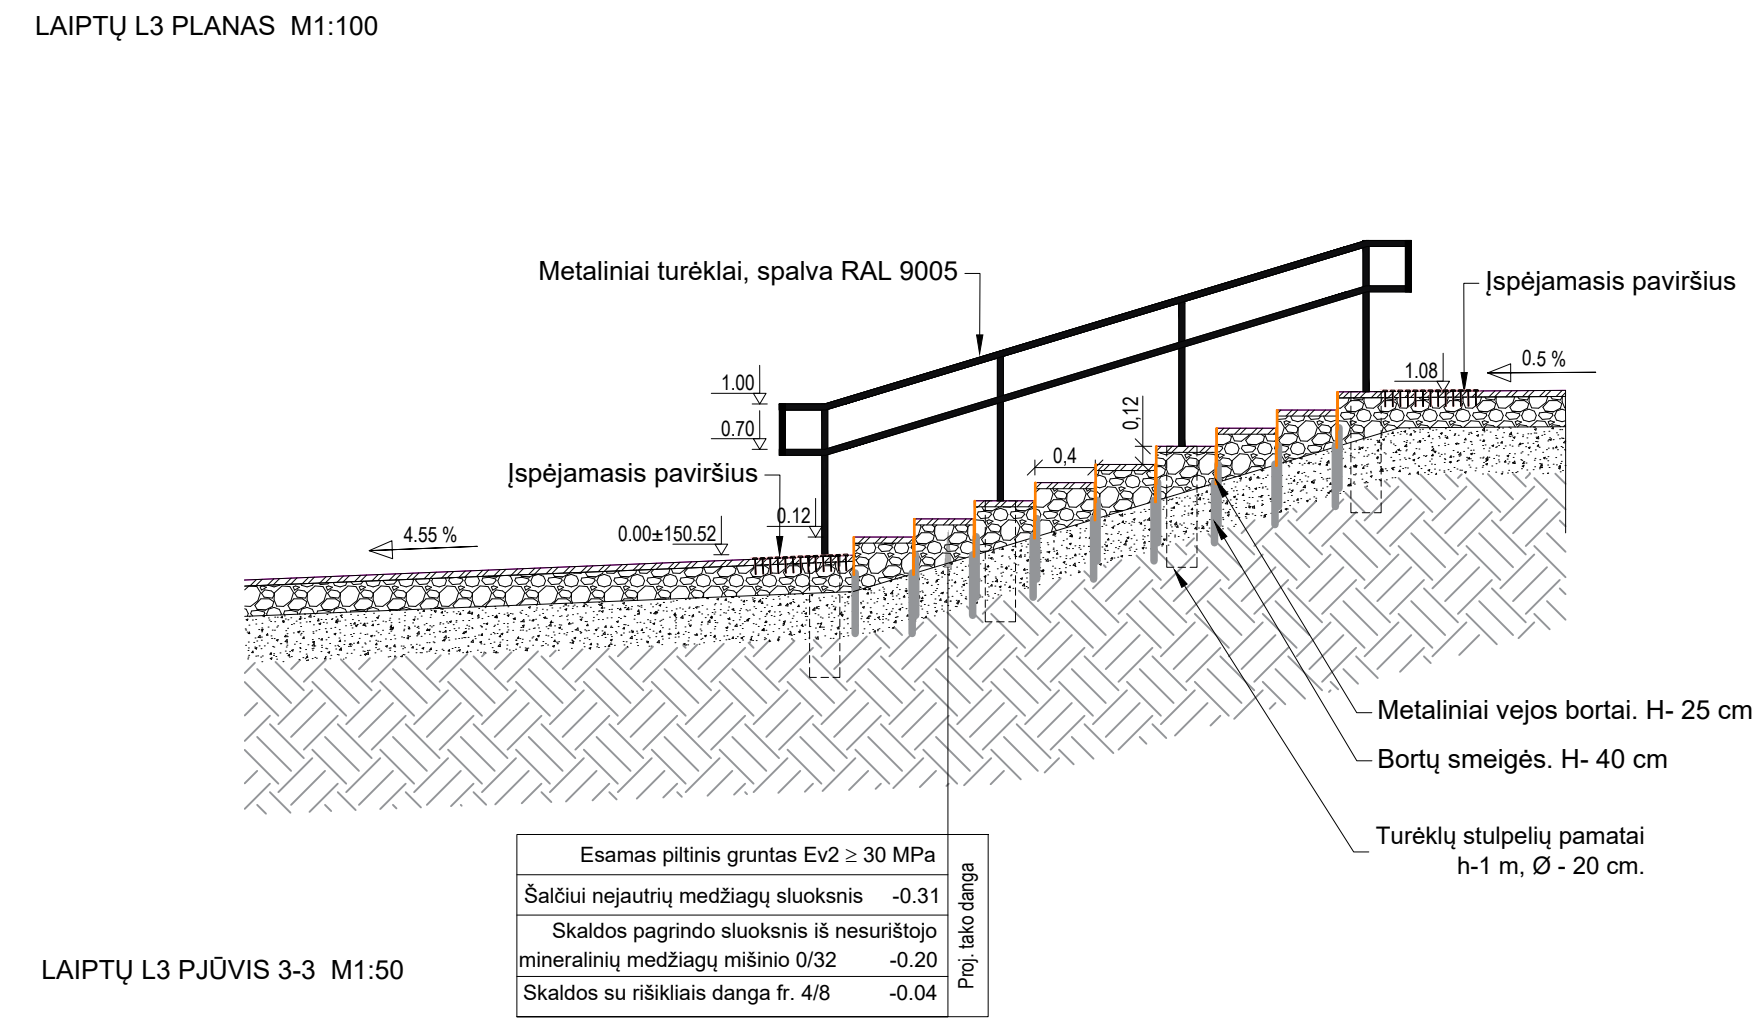 LAIPTŲ L3 PLANAS M1:100
Metaliniai turėklai, spalva RAL 9005
Įspėjamasis paviršius
0.5 %
1.08
1.00
0.70
0,12
0,4
Įspėjamasis paviršius
0.12
4.55 %
0.00±150.52
Metaliniai vejos bortai. H- 25 cm
Bortų smeigės. H- 40 cm
Turėklų stulpelių pamatai
h-1 m, Ø - 20 cm.
Esamas piltinis gruntas Ev2 ≥ 30 MPa
Šalčiui nejautrių medžiagų sluoksnis -0.31
Skaldos pagrindo sluoksnis iš nesurištojo
mineralinių medžiagų mišinio 0/32 -0.20
Skaldos su rišikliais danga fr. 4/8 -0.04
Proj. tako danga
LAIPTŲ L3 PJŪVIS 3-3 M1:50